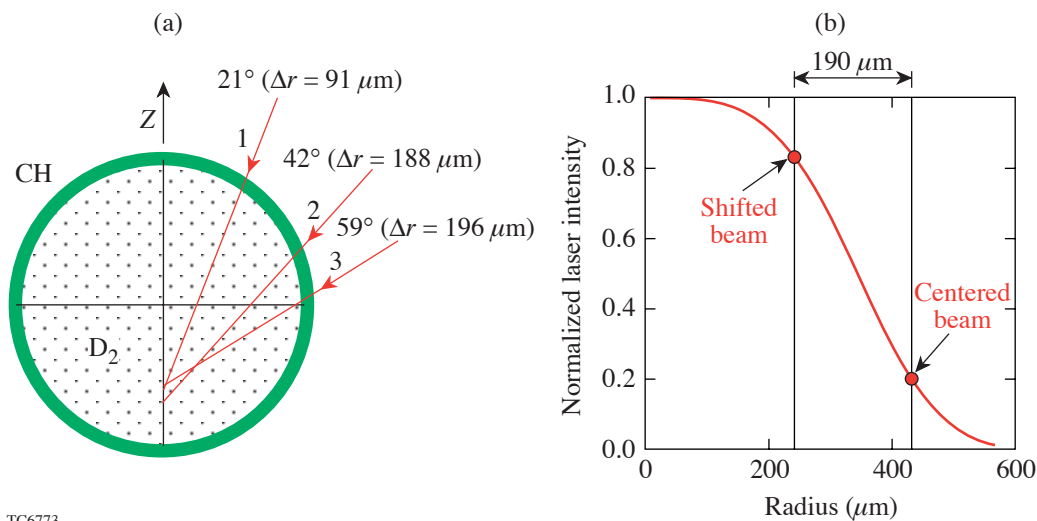 (a)
21° (Δr = 91 μm)
Z
1
42° (Δr = 188 μm)
CH
2
59° (Δr = 196 μm)
3
D₂
(b)
190 μm
1.0
0.8
0.6
0.4
0.2
0.0
Normalized laser intensity
Shifted
beam
Centered
beam
0
200
400
600
Radius (μm)